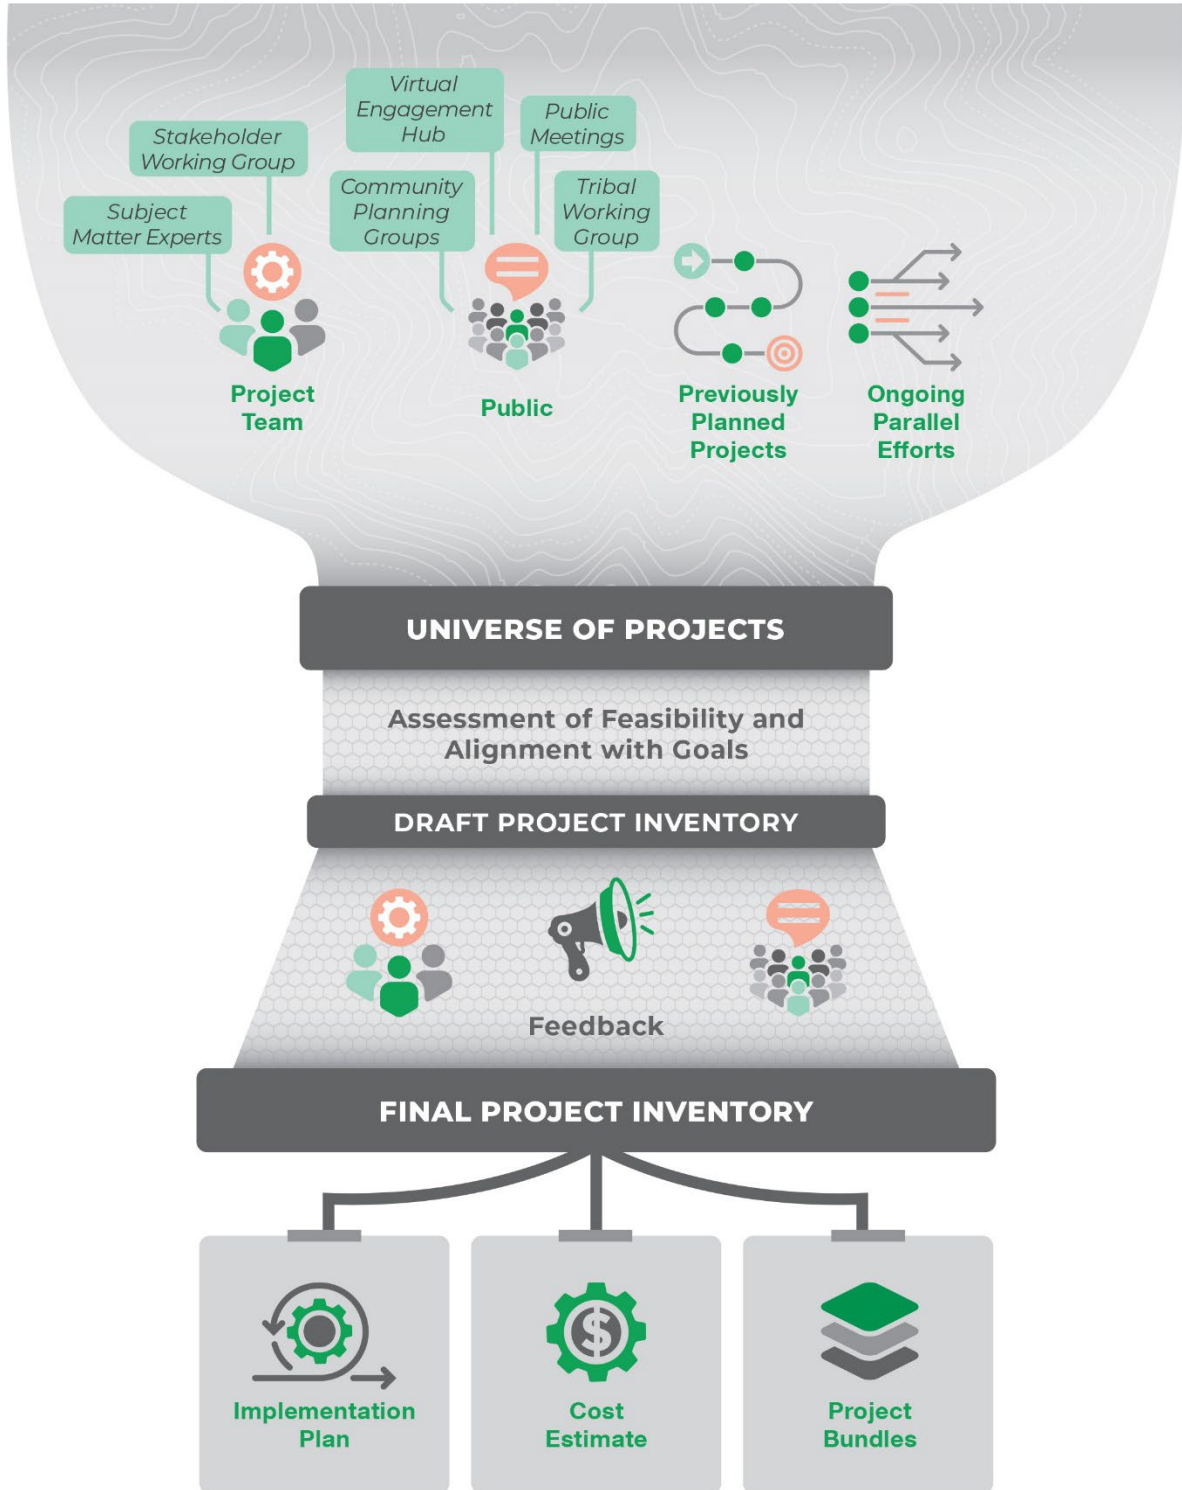 Virtual
Engagement
Hub
Public
Meetings
Stakeholder
Working Group
Community
Planning
Groups
Tribal
Working
Group
Subject
Matter Experts
Project
Team
Public
Previously
Planned
Projects
Ongoing
Parallel
Efforts
UNIVERSE OF PROJECTS
Assessment of Feasibility and
Alignment with Goals
DRAFT PROJECT INVENTORY
Feedback
FINAL PROJECT INVENTORY
Implementation
Plan
Cost
Estimate
Project
Bundles